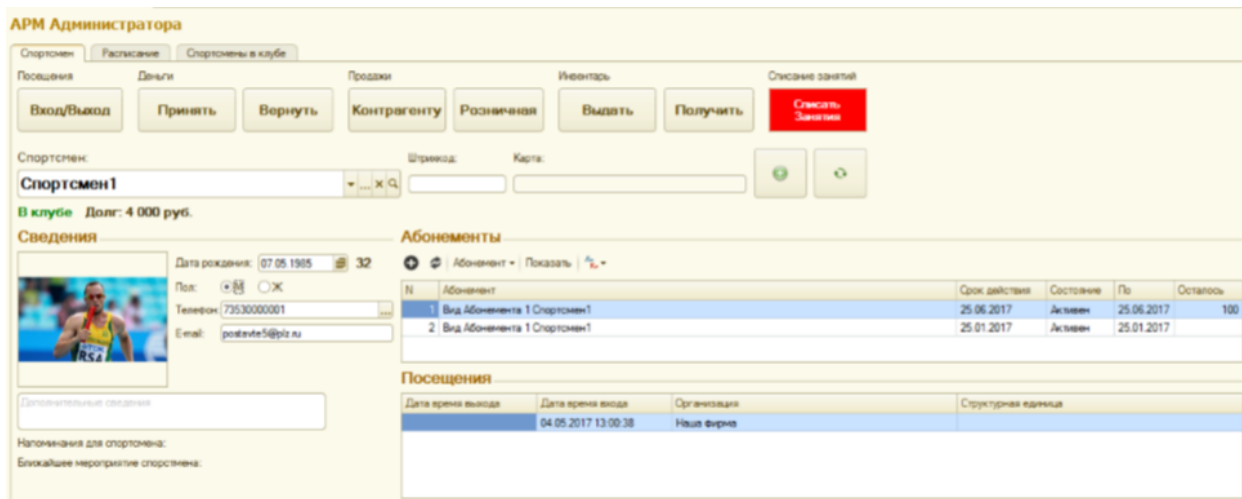 АРМ Администратора
Спортсмен Расписание Спортсмены в клубе
Посещения Деньги Продажи Инвентарь Списание занятий
Вход/Выход Принять Вернуть Контрагенту Розничная Выдать Получить Списать Занятия
Спортсмен: Штрихкод: Карта:
Спортсмен1
В клубе Долг: 4 000 руб.
Сведения
Дата рождения: 07.05.1985 32
Пол: М Ж
Телефон: 73530000001
E-mail: postavte5@plz.ru
RSA
Дополнительные сведения
Напоминания для спортсмена:
Ближайшее мероприятие спорстмена:
Абонементы
Абонемент Показать
N Абонемент Срок действия Состояние По Осталось
1 Вид Абонемента 1 Спортсмен1 25.06.2017 Активен 25.06.2017 100
2 Вид Абонемента 1 Спортсмен1 25.01.2017 Активен 25.01.2017
Посещения
Дата время выхода Дата время входа Организация Структурная единица
04.05.2017 13:00:38 Наша фирма